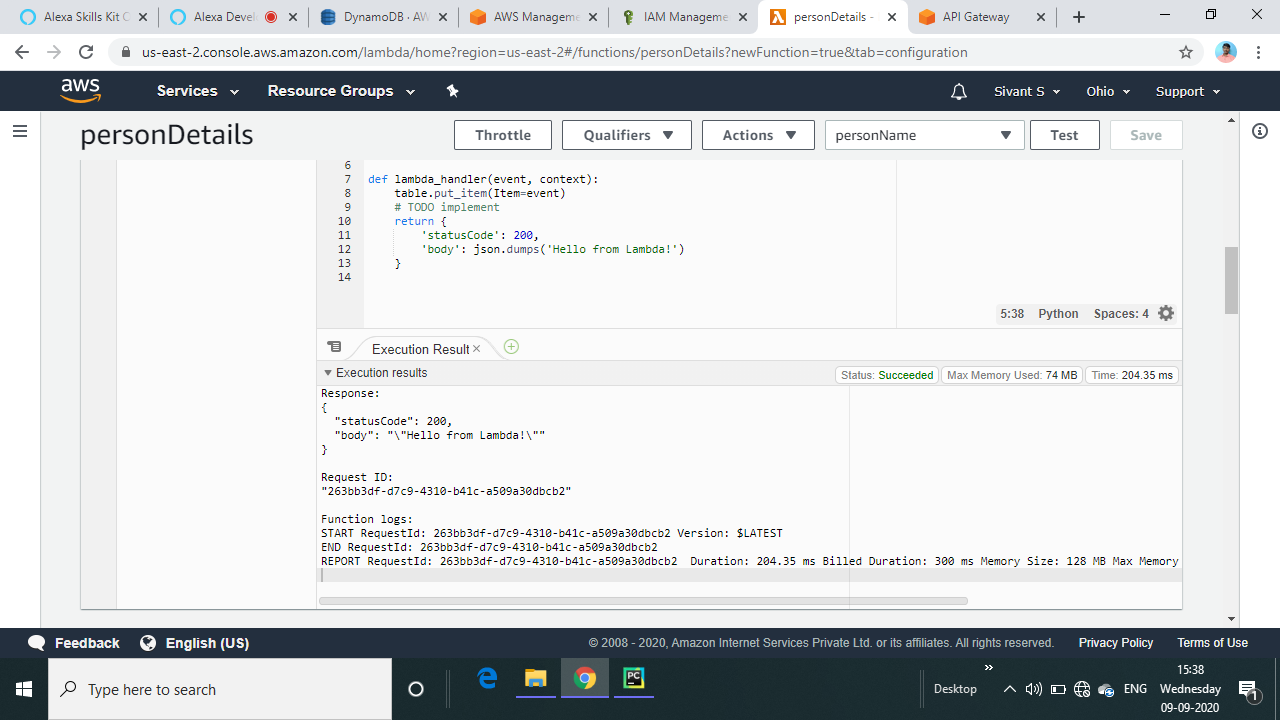 Alexa Skills Kit C
Alexa Devel
DynamoDB · AW
AWS Manageme
IAM Manageme
personDetails -
API Gateway
us-east-2.console.aws.amazon.com/lambda/home?region=us-east-2#/functions/personDetails?newFunction=true&tab=configuration
aws
Services
Resource Groups
Sivant S
Ohio
Support
personDetails
Throttle
Qualifiers
Actions
personName
Test
Save
6
7 def lambda_handler(event, context):
8 table.put_item(Item=event)
9 # TODO implement
10 return {
11 'statusCode': 200,
12 'body': json.dumps('Hello from Lambda!')
13 }
14
5:38 Python Spaces: 4
Execution Result
Execution results
Status: Succeeded
Max Memory Used: 74 MB
Time: 204.35 ms
Response:
{
"statusCode": 200,
"body": "\"Hello from Lambda!\""
}
Request ID:
"263bb3df-d7c9-4310-b41c-a509a30dbcb2"
Function logs:
START RequestId: 263bb3df-d7c9-4310-b41c-a509a30dbcb2 Version: $LATEST
END RequestId: 263bb3df-d7c9-4310-b41c-a509a30dbcb2
REPORT RequestId: 263bb3df-d7c9-4310-b41c-a509a30dbcb2 Duration: 204.35 ms Billed Duration: 300 ms Memory Size: 128 MB Max Memory
Feedback
English (US)
© 2008 - 2020, Amazon Internet Services Private Ltd. or its affiliates. All rights reserved.
Privacy Policy
Terms of Use
Type here to search
PC
Desktop
ENG
15:38
Wednesday
09-09-2020
1